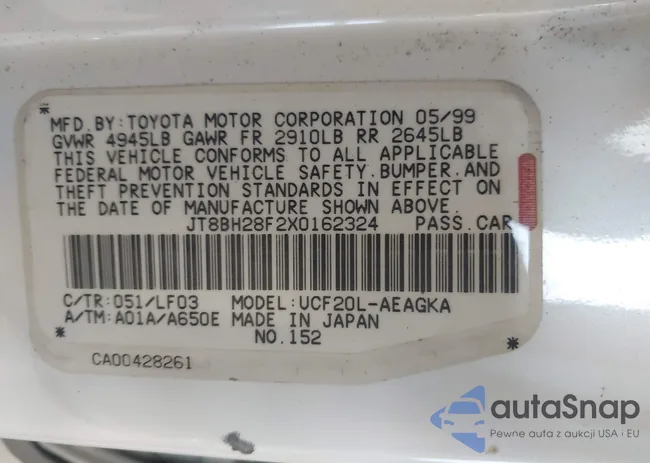 MFD.BY:TOYOTA MOTOR CORPORATION 05/99
GVWR 4945LB GAWR FR 2910LB RR 2645LB
THIS VEHICLE CONFORMS TO ALL APPLICABLE
FEDERAL MOTOR VEHICLE SAFETY.BUMPER.AND
THEFT PREVENTION STANDARDS IN EFFECT ON
THE DATE OF MANUFACTURE SHOWN ABOVE.
JT8BH28F2X0162324 PASS.CAR
C/TR:051/LF03 MODEL:UCF20L-AEAGKA
A/TM:A01A/A650E MADE IN JAPAN
NO.152
CA00428261
autaSnap
Pewne auta z aukcji USA i EU